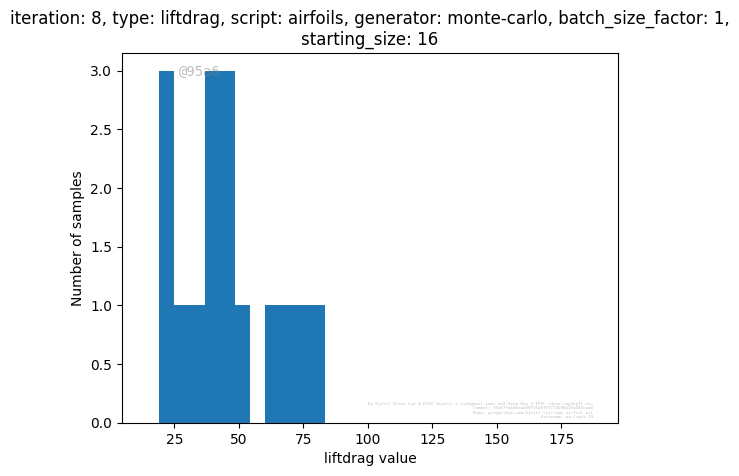 iteration: 8, type: liftdrag, script: airfoils, generator: monte-carlo, batch_size_factor: 1,
starting_size: 16
@95a6
3.0
2.5
2.0
1.5
1.0
0.5
0.0
Number of samples
25 50 75 100 125 150 175
liftdrag value